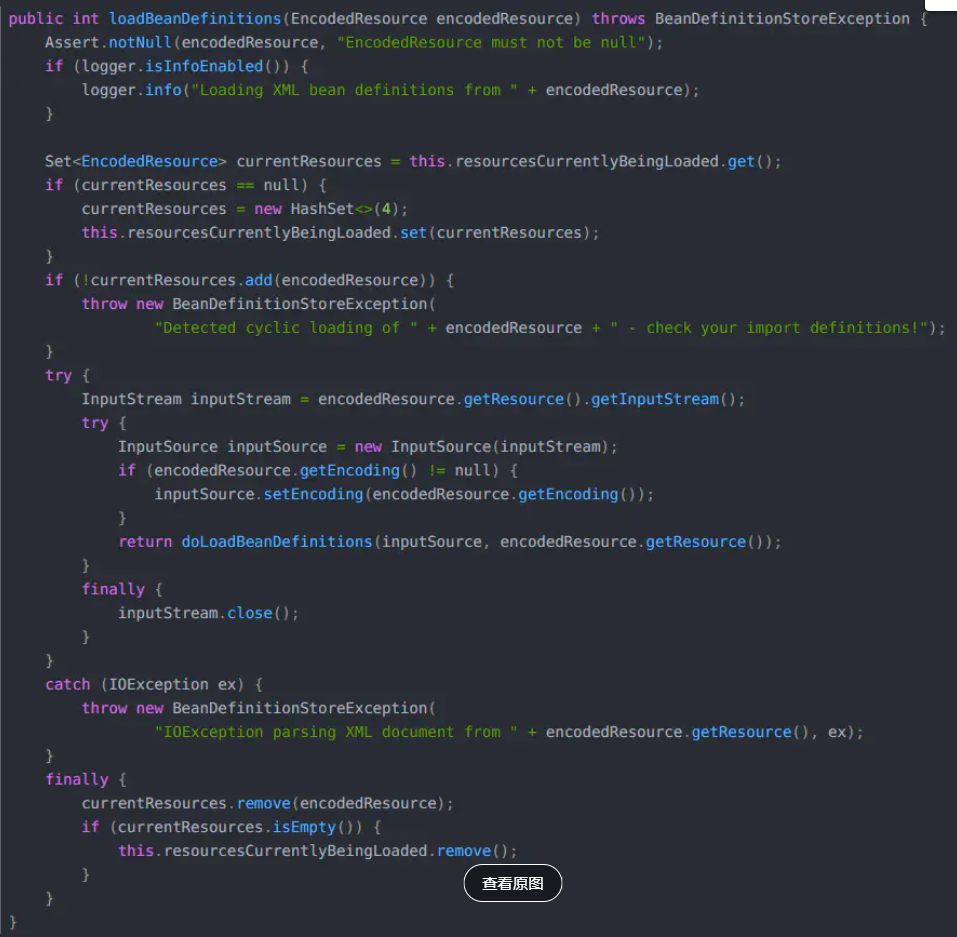 public int loadBeanDefinitions(EncodedResource encodedResource) throws BeanDefinitionStoreException {
    Assert.notNull(encodedResource, "EncodedResource must not be null");
    if (logger.isInfoEnabled()) {
        logger.info("Loading XML bean definitions from " + encodedResource);
    }

    Set<EncodedResource> currentResources = this.resourcesCurrentlyBeingLoaded.get();
    if (currentResources == null) {
        currentResources = new HashSet<>(4);
        this.resourcesCurrentlyBeingLoaded.set(currentResources);
    }
    if (!currentResources.add(encodedResource)) {
        throw new BeanDefinitionStoreException(
                "Detected cyclic loading of " + encodedResource + " - check your import definitions!");
    }
    try {
        InputStream inputStream = encodedResource.getResource().getInputStream();
        try {
            InputSource inputSource = new InputSource(inputStream);
            if (encodedResource.getEncoding() != null) {
                inputSource.setEncoding(encodedResource.getEncoding());
            }
            return doLoadBeanDefinitions(inputSource, encodedResource.getResource());
        }
        finally {
            inputStream.close();
        }
    }
    catch (IOException ex) {
        throw new BeanDefinitionStoreException(
                "IOException parsing XML document from " + encodedResource.getResource(), ex);
    }
    finally {
        currentResources.remove(encodedResource);
        if (currentResources.isEmpty()) {
            this.resourcesCurrentlyBeingLoaded.remove();
        }
查看原图
    }
}